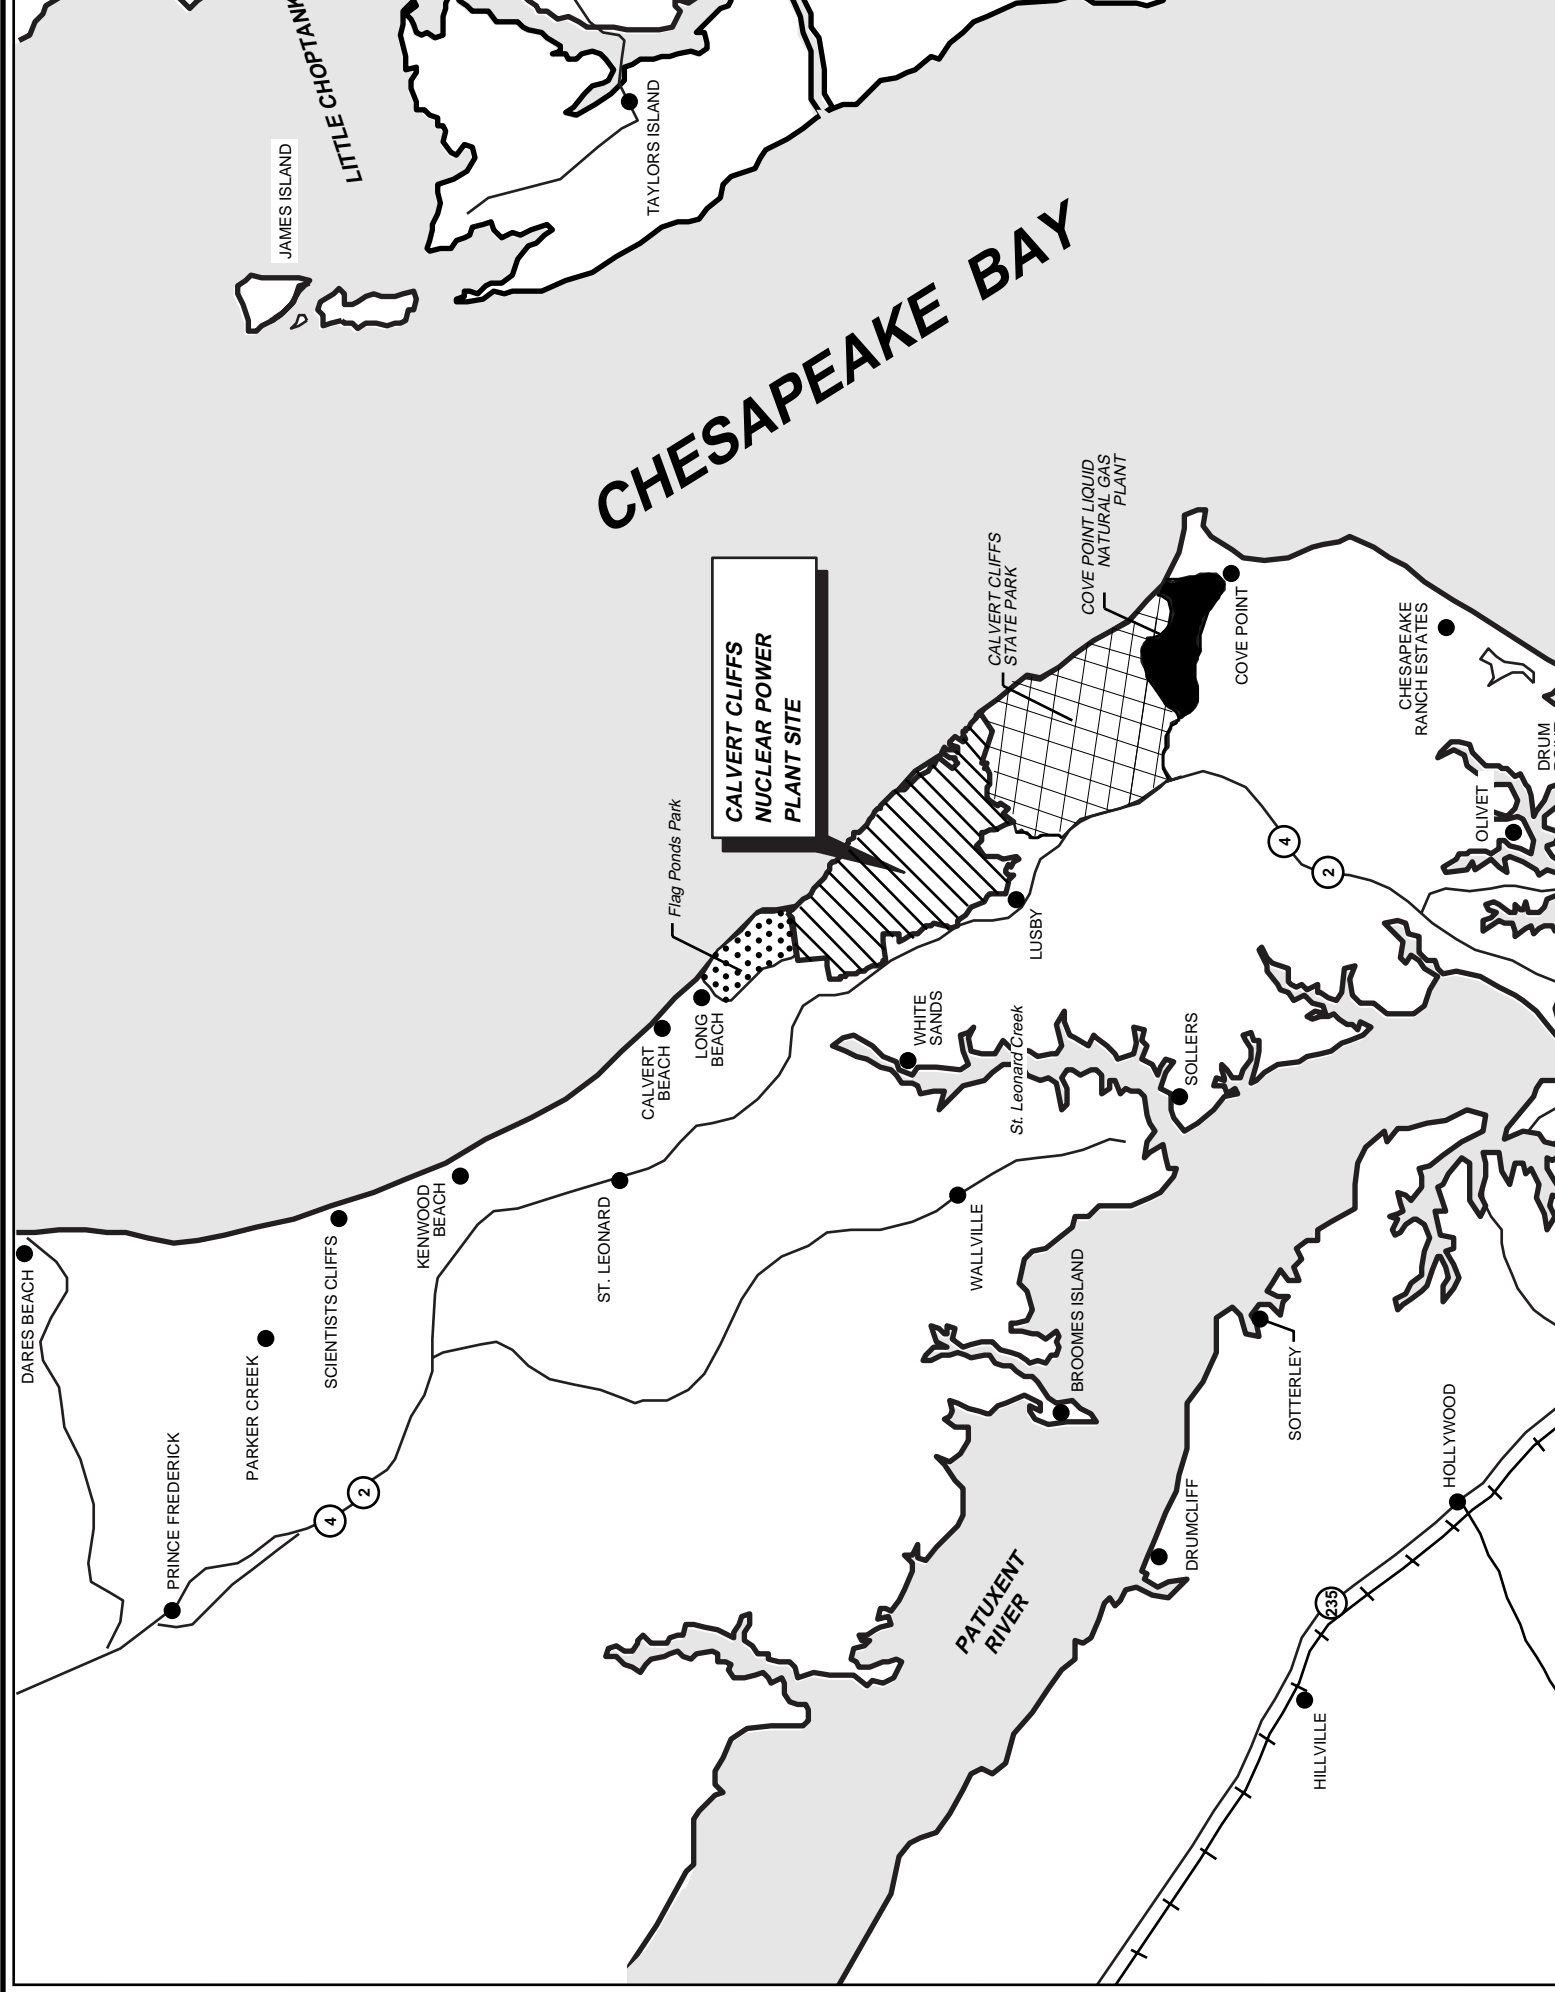 LITTLE CHOPTANK
JAMES ISLAND
TAYLORS ISLAND
CHESAPEAKE BAY
CALVERT CLIFFS
NUCLEAR POWER
PLANT SITE
COVE POINT LIQUID
NATURAL GAS
PLANT
CALVERT CLIFFS
STATE PARK
Flag Ponds Park
COVE POINT
CHESAPEAKE
RANCH ESTATES
DRUM
OLIVET
4
2
LUSBY
LONG
BEACH
CALVERT
BEACH
WHITE
SANDS
St. Leonard Creek
SOLLERS
KENWOOD
BEACH
ST. LEONARD
WALLVILLE
BROOMES ISLAND
DARES BEACH
SCIENTISTS CLIFFS
PARKER CREEK
PRINCE FREDERICK
4
2
SOTTERLEY
HOLLYWOOD
DRUMCLIFF
PATUXENT
RIVER
235
HILLVILLE